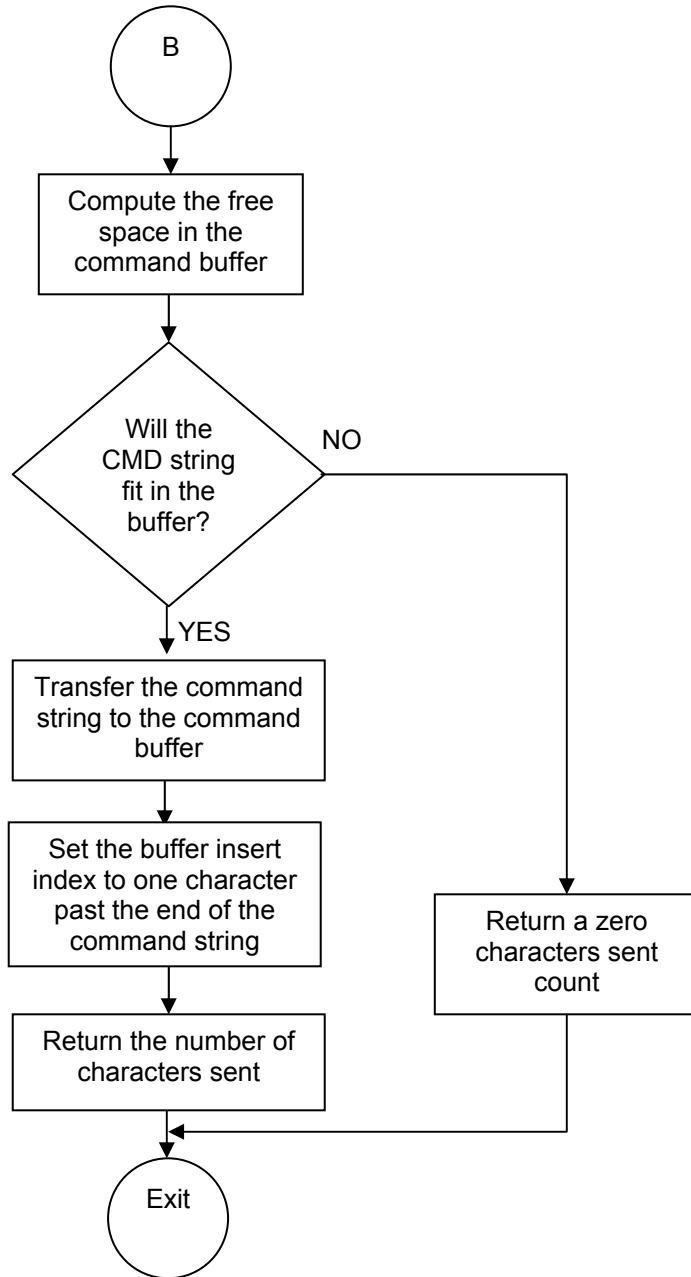 B
Compute the free
space in the
command buffer
Will the
CMD string
fit in the
buffer?
NO
YES
Transfer the command
string to the command
buffer
Set the buffer insert
index to one character
past the end of the
command string
Return a zero
characters sent
count
Return the number of
characters sent
Exit